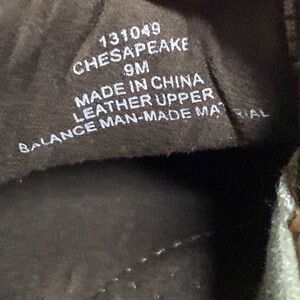 131049
CHESAPEAKE
9M
MADE IN CHINA
LEATHER UPPER
BALANCE MAN-MADE MATERIAL